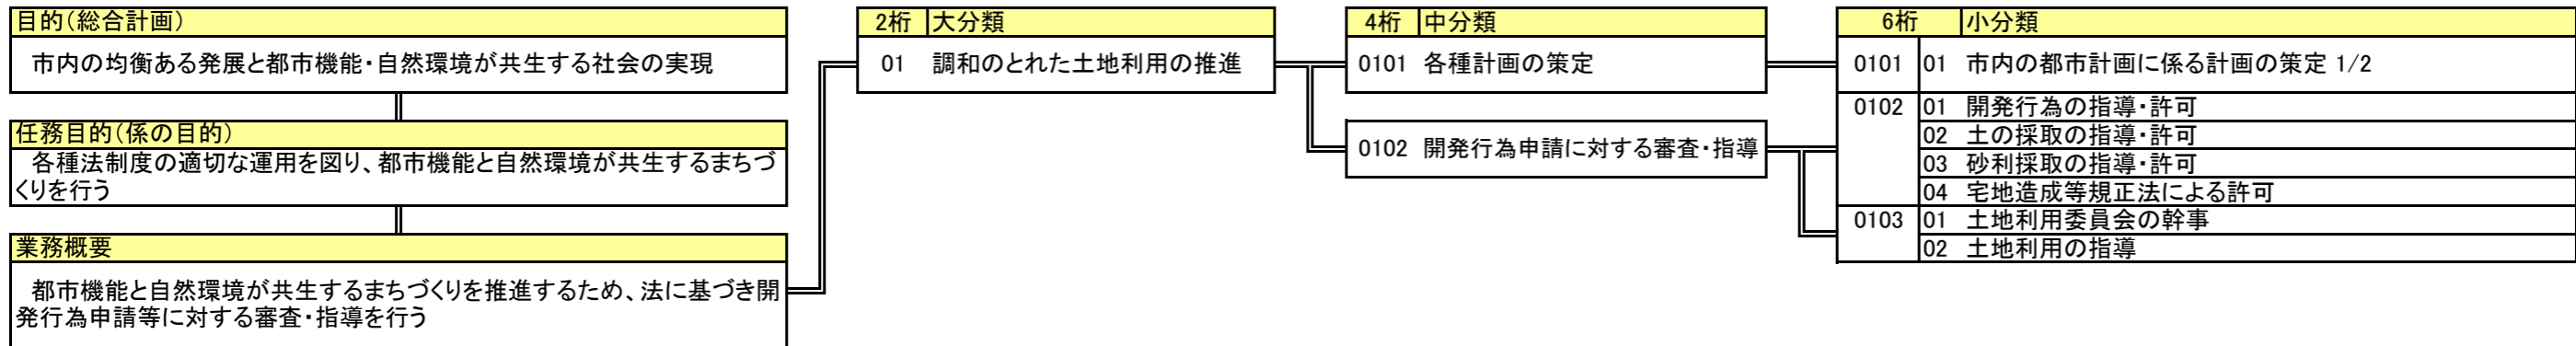 目的(総合計画)
市内の均衡ある発展と都市機能・自然環境が共生する社会の実現
任務目的(係の目的)
各種法制度の適切な運用を図り、都市機能と自然環境が共生するまちづ
くりを行う
業務概要
都市機能と自然環境が共生するまちづくりを推進するため、法に基づき開
発行為申請等に対する審査・指導を行う
2桁 大分類
01 調和のとれた土地利用の推進
4桁 中分類
0101 各種計画の策定
0102 開発行為申請に対する審査・指導
6桁 小分類
0101 01 市内の都市計画に係る計画の策定 1/2
0102 01 開発行為の指導・許可
02 土の採取の指導・許可
03 砂利採取の指導・許可
04 宅地造成等規正法による許可
0103 01 土地利用委員会の幹事
02 土地利用の指導